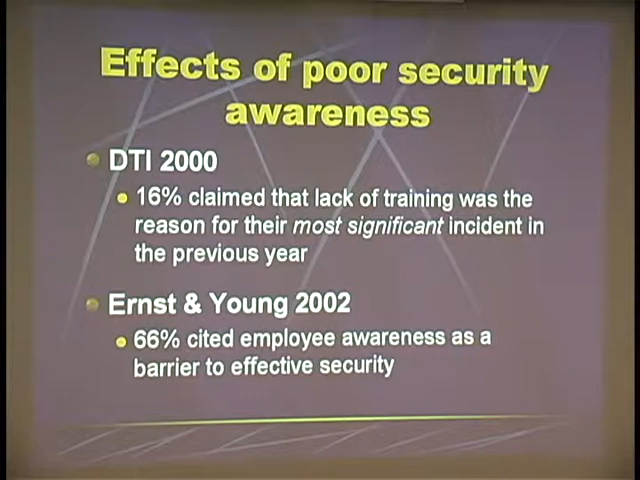 Effects of poor security
awareness
DTI 2000
16% claimed that lack of training was the
reason for their most significant incident in
the previous year
Ernst & Young 2002
66% cited employee awareness as a
barrier to effective security